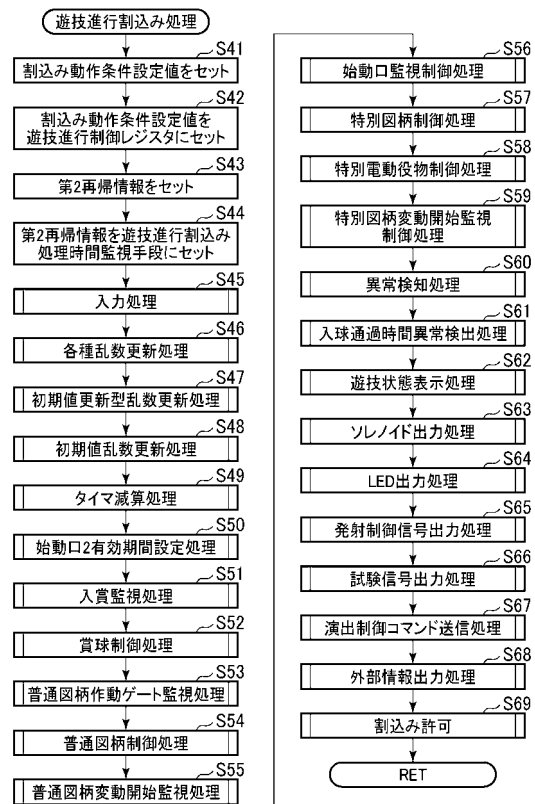 遊技進行割込み処理
S41
割込み動作条件設定値をセット
S42
割込み動作条件設定値を
遊技進行制御レジスタにセット
S43
第2再帰情報をセット
S44
第2再帰情報を遊技進行割込み
処理時間監視手段にセット
S45
入力処理
S46
各種乱数更新処理
S47
初期値更新型乱数更新処理
S48
初期値乱数更新処理
S49
タイマ減算処理
S50
始動口2有効期間設定処理
S51
入賞監視処理
S52
賞球制御処理
S53
普通図柄作動ゲート監視処理
S54
普通図柄制御処理
S55
普通図柄変動開始監視処理
S56
始動口監視制御処理
S57
特別図柄制御処理
S58
特別電動役物制御処理
S59
特別図柄変動開始監視
制御処理
S60
異常検知処理
S61
入球通過時間異常検出処理
S62
遊技状態表示処理
S63
ソレノイド出力処理
S64
LED出力処理
S65
発射制御信号出力処理
S66
試験信号出力処理
S67
演出制御コマンド送信処理
S68
外部情報出力処理
S69
割込み許可
RET